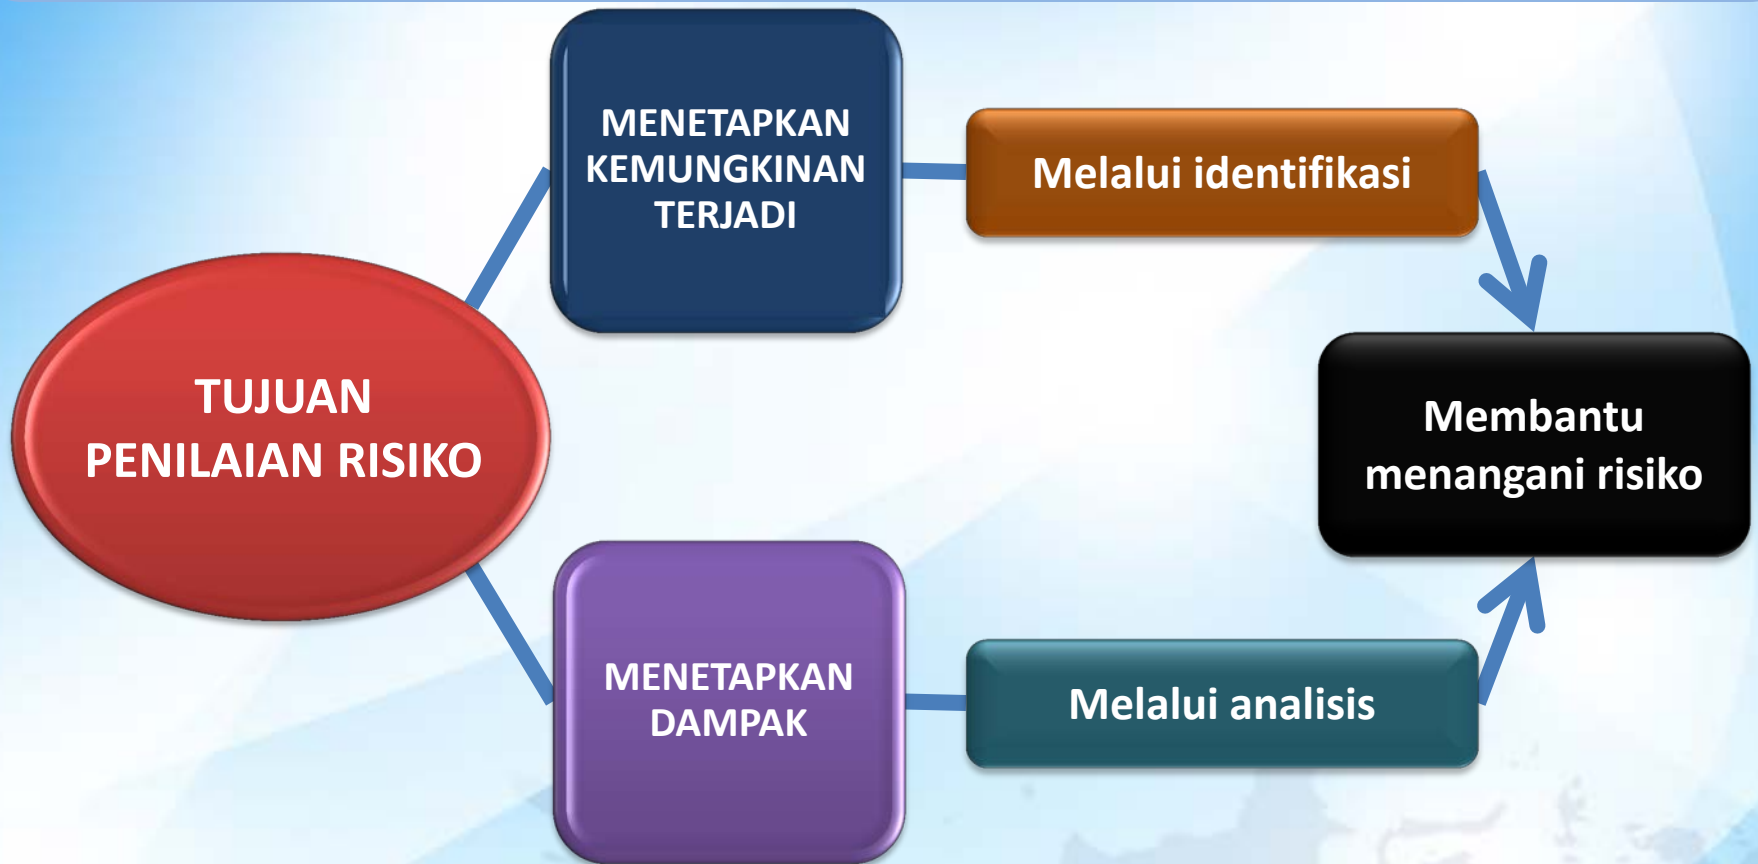 MENETAPKAN
KEMUNGKINAN
TERJADI
Melalui identifikasi
TUJUAN
PENILAIAN RISIKO
Membantu
menangani risiko
MENETAPKAN
DAMPAK
Melalui analisis